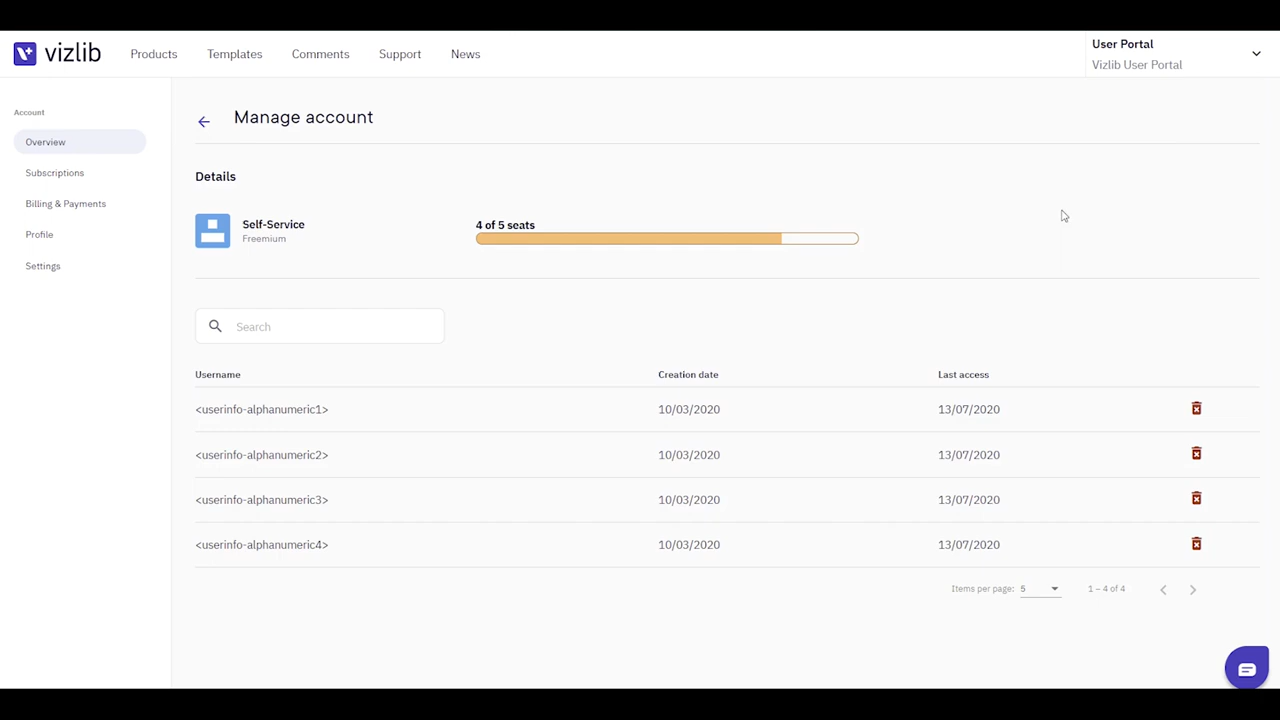 vizlib
Products
Templates
Comments
Support
News
User Portal
Vizlib User Portal
Account
Overview
Subscriptions
Billing & Payments
Profile
Settings
Manage account
Details
Self-Service
Freemium
4 of 5 seats
Search
Username Creation date Last access
<userinfo-alphanumeric1> 10/03/2020 13/07/2020
<userinfo-alphanumeric2> 10/03/2020 13/07/2020
<userinfo-alphanumeric3> 10/03/2020 13/07/2020
<userinfo-alphanumeric4> 10/03/2020 13/07/2020
Items per page: 5 1 – 4 of 4